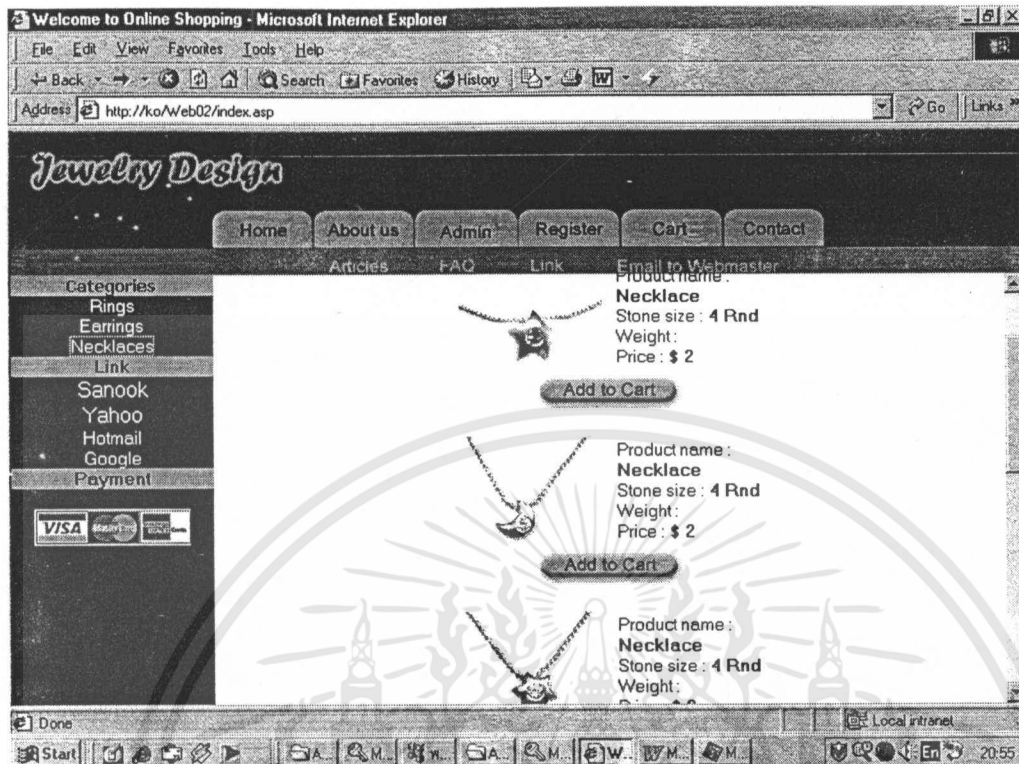 Welcome to Online Shopping - Microsoft Internet Explorer
File Edit View Favorites Tools Help
Back Search Favorites History
Address http://ko/Web02/index.asp Go Links »
Jewelry Design
Home About us Admin Register Cart Contact
Articles FAQ Link Email to Webmaster
Categories
Rings
Earrings
Necklaces
Link
Sanook
Yahoo
Hotmail
Google
Payment
VISA
Product name :
Necklace
Stone size : 4 Rnd
Weight :
Price : $ 2
Add to Cart
Product name :
Necklace
Stone size : 4 Rnd
Weight :
Price : $ 2
Add to Cart
Product name :
Necklace
Stone size : 4 Rnd
Weight :
Done Local intranet
Start A... M... A... M... W... M... M... En 20:55